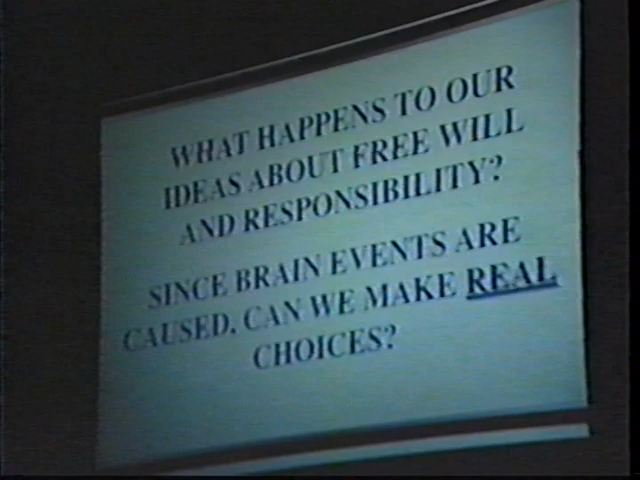 WHAT HAPPENS TO OUR
IDEAS ABOUT FREE WILL
AND RESPONSIBILITY?
SINCE BRAIN EVENTS ARE
CAUSED, CAN WE MAKE REAL
CHOICES?